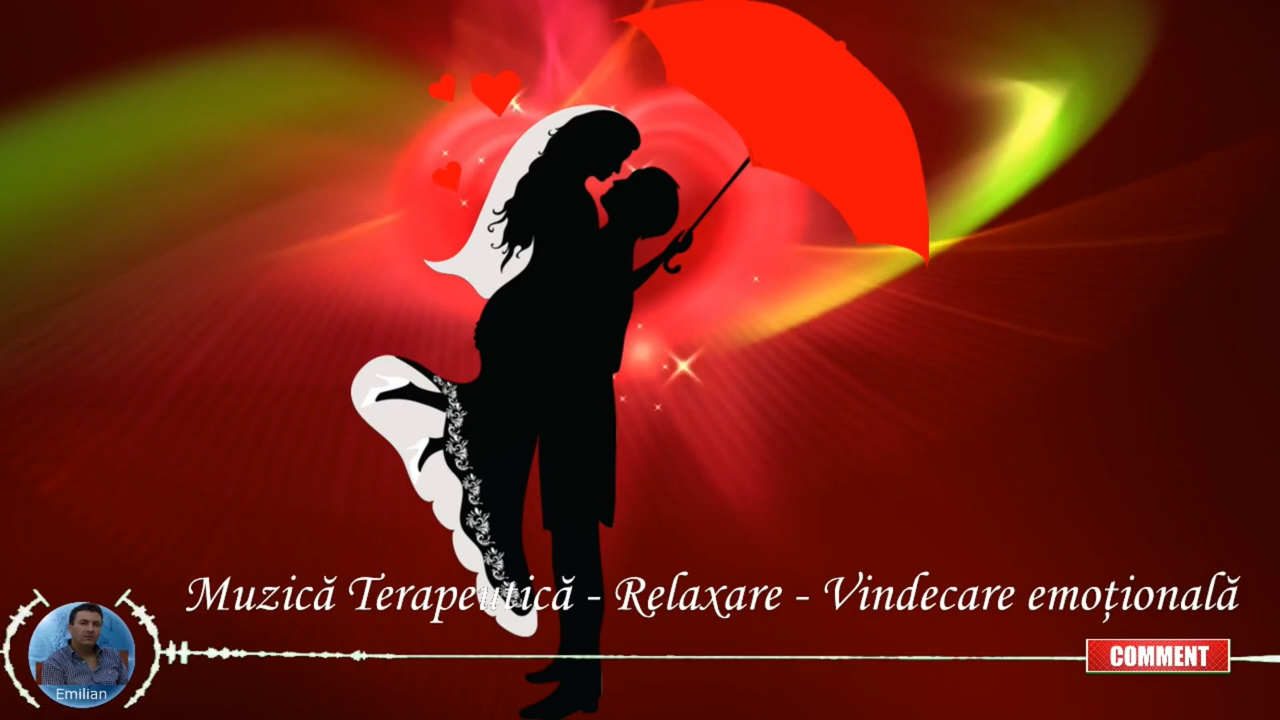 Muzică Terapeutică - Relaxare - Vindecare emoțională
COMMENT
Emilian